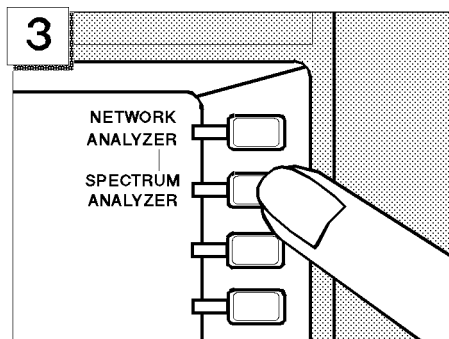 3
NETWORK
ANALYZER
SPECTRUM
ANALYZER